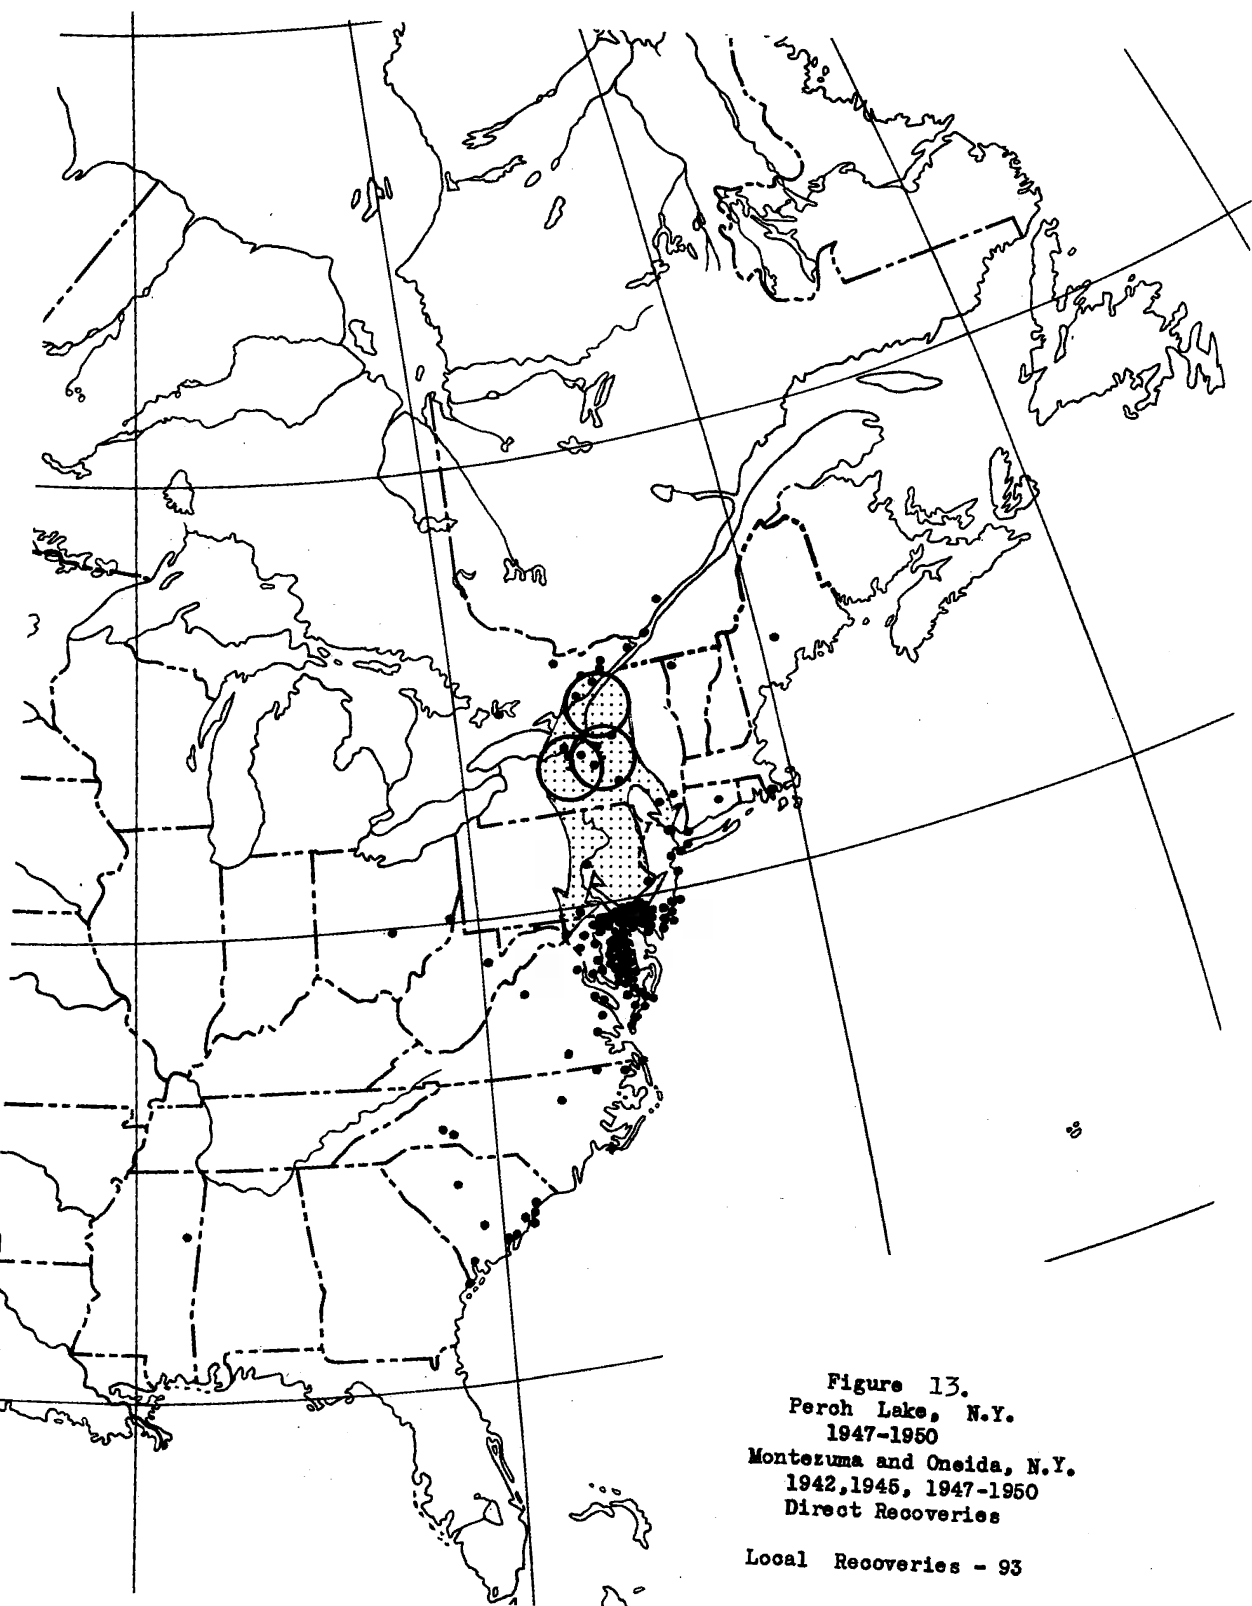 Figure 13.
Perch Lake, N.Y.
1947-1950
Montezuma and Oneida, N.Y.
1942,1945, 1947-1950
Direct Recoveries
Local Recoveries - 93